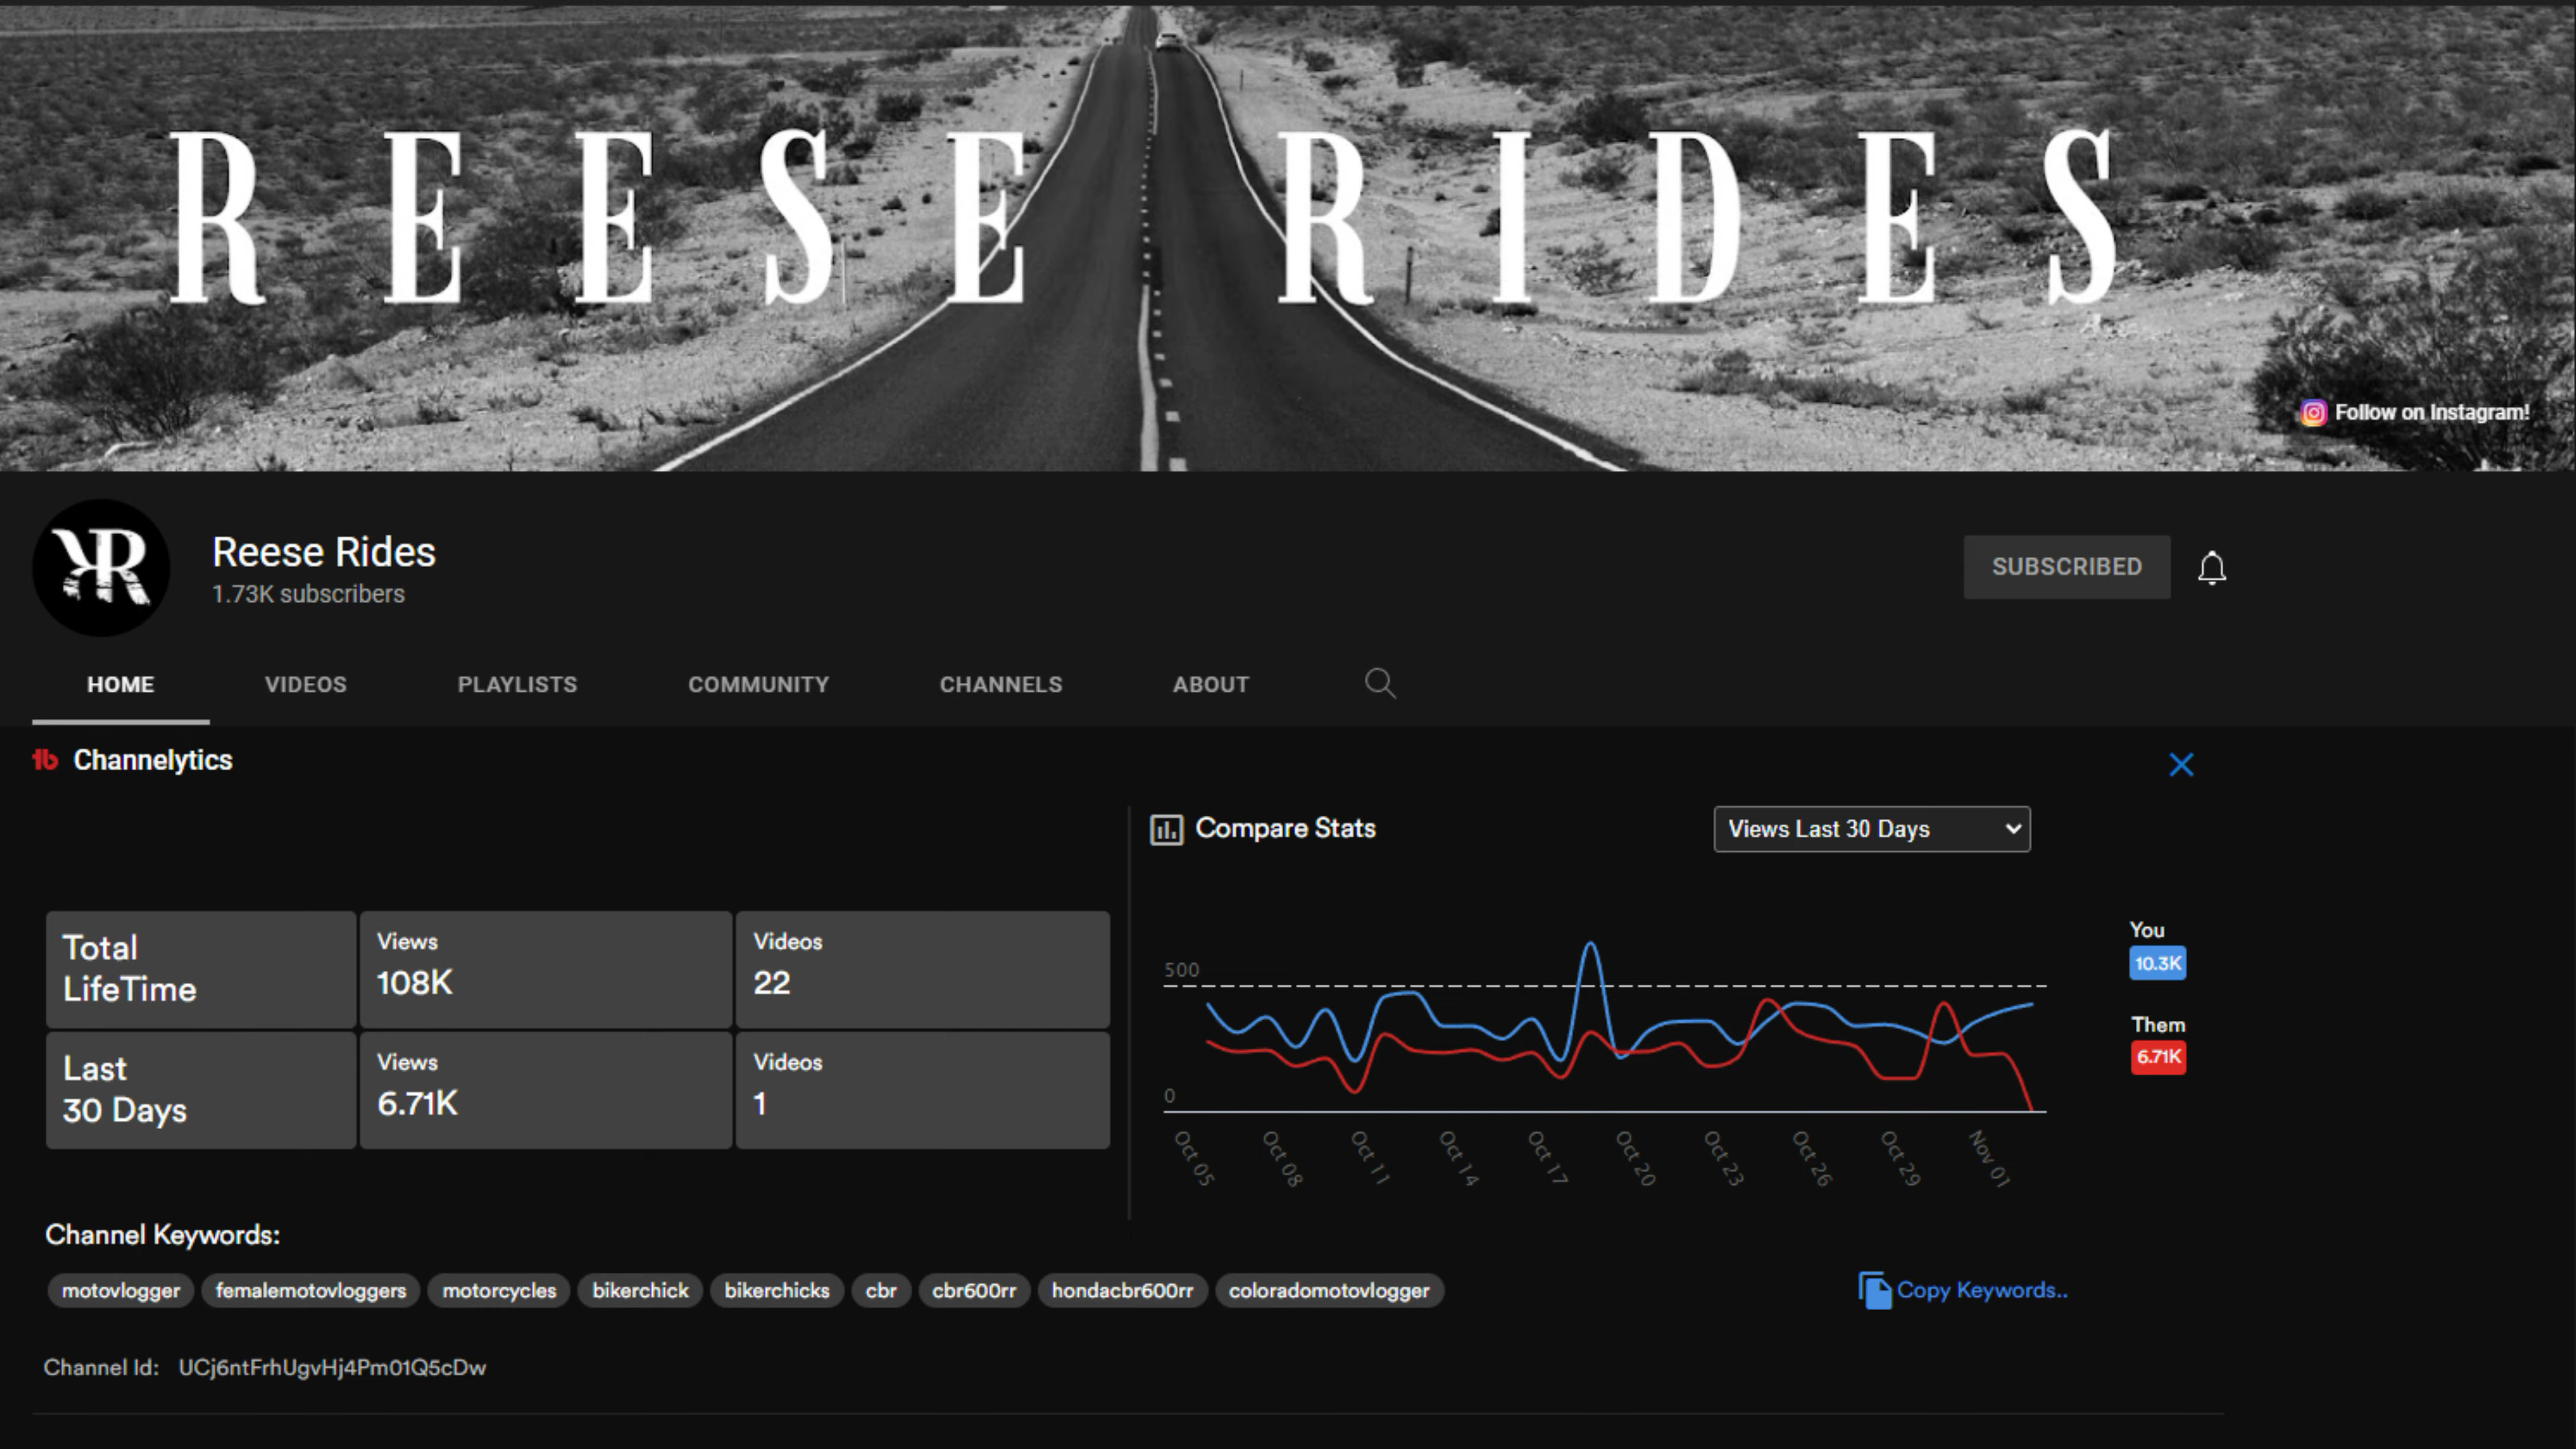 REESE RIDES
Follow on Instagram!
Reese Rides
1.73K subscribers
SUBSCRIBED
HOME VIDEOS PLAYLISTS COMMUNITY CHANNELS ABOUT
Channelytics
Compare Stats
Views Last 30 Days
Total
LifeTime
Views
108K
Videos
22
Last
30 Days
Views
6.71K
Videos
1
500
0
Oct 05 Oct 08 Oct 11 Oct 14 Oct 17 Oct 20 Oct 23 Oct 26 Oct 29 Nov 01
You
10.3K
Them
6.71K
Channel Keywords:
motovlogger femalemotovloggers motorcycles bikerchick bikerchicks cbr cbr600rr hondacbr600rr coloradomotovlogger
Copy Keywords..
Channel Id: UCj6ntFrhUgvHj4Pm01Q5cDw